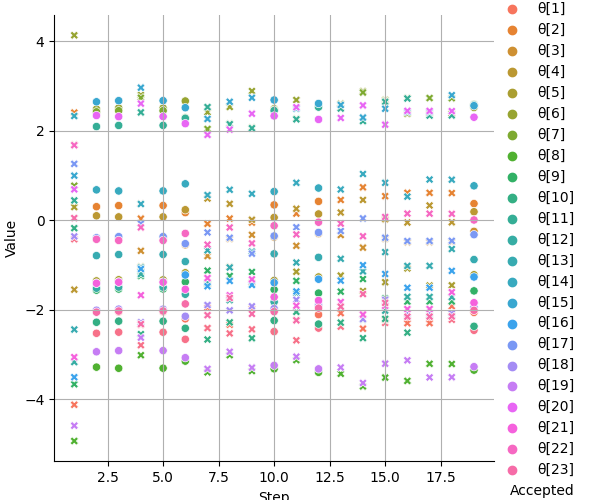 4
2
0
−2
−4
Value
2.5
5.0
7.5
10.0
12.5
15.0
17.5
Step
θ[1]
θ[2]
θ[3]
θ[4]
θ[5]
θ[6]
θ[7]
θ[8]
θ[9]
θ[10]
θ[11]
θ[12]
θ[13]
θ[14]
θ[15]
θ[16]
θ[17]
θ[18]
θ[19]
θ[20]
θ[21]
θ[22]
θ[23]
Accepted